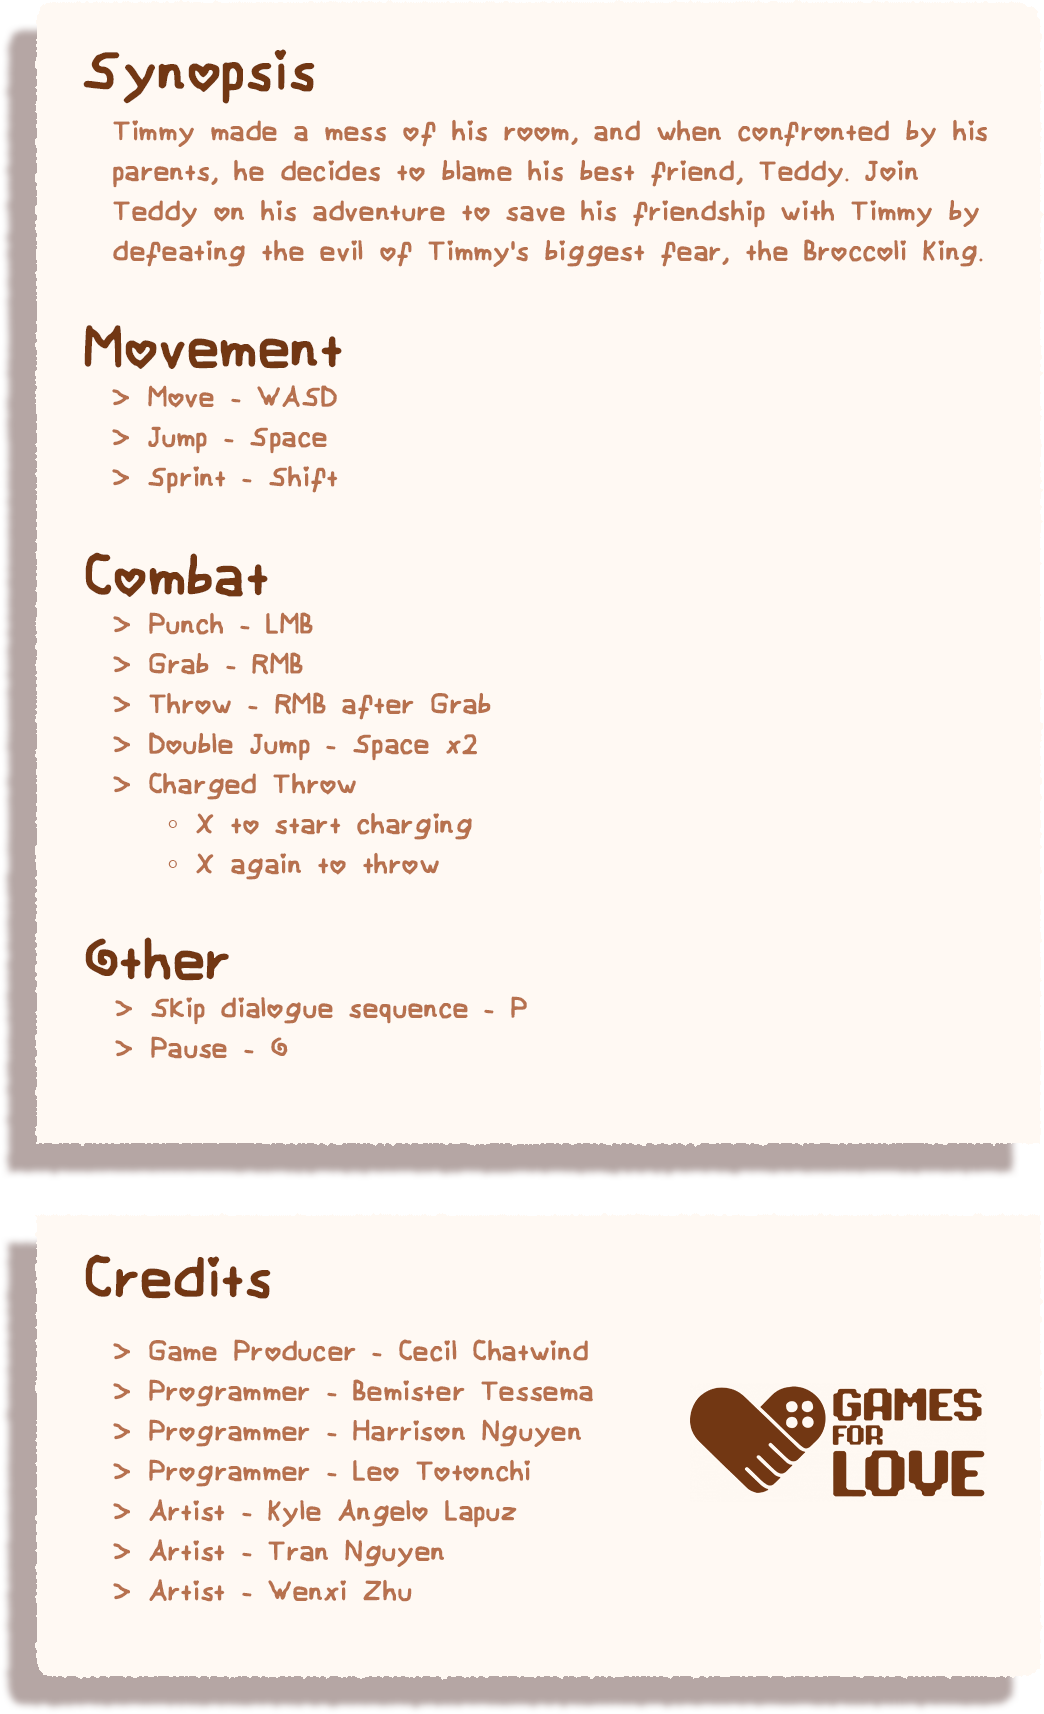 Synopsis
Timmy made a mess of his room, and when confronted by his
parents, he decides to blame his best friend, Teddy. Join
Teddy on his adventure to save his friendship with Timmy by
defeating the evil of Timmy's biggest fear, the Broccoli King.
Movement
> Move - WASD
> Jump - Space
> Sprint - Shift
Combat
> Punch - LMB
> Grab - RMB
> Throw - RMB after Grab
> Double Jump - Space x2
> Charged Throw
◦ X to start charging
◦ X again to throw
Other
> Skip dialogue sequence - P
> Pause - O
Credits
> Game Producer - Cecil Chatwind
> Programmer - Bemister Tessema
> Programmer - Harrison Nguyen
> Programmer - Leo Totonchi
> Artist - Kyle Angelo Lapuz
> Artist - Tran Nguyen
> Artist - Wenxi Zhu
GAMES
FOR
LOVE